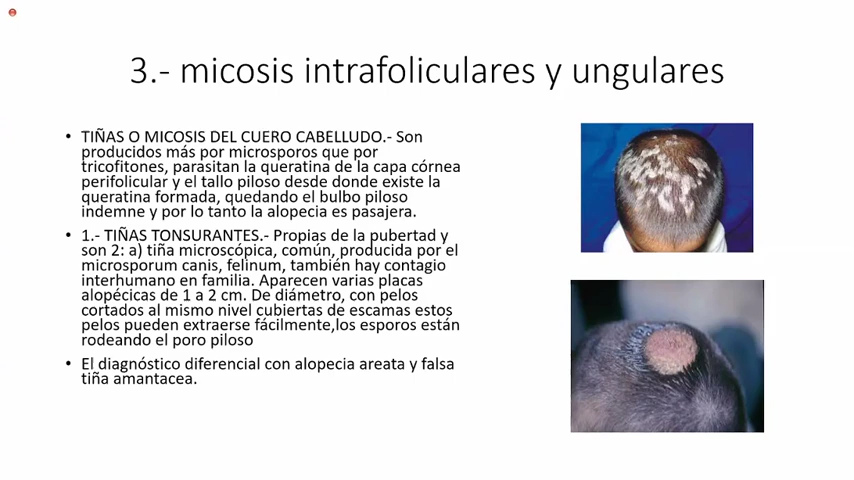 3.- micosis intrafoliculares y ungulares
• TIÑAS O MICOSIS DEL CUERO CABELLUDO.- Son
producidos más por microsporos que por
tricofitones, parasitan la queratina de la capa córnea
perifolicular y el tallo piloso desde donde existe la
queratina formada, quedando el bulbo piloso
indemne y por lo tanto la alopecia es pasajera.
• 1.- TIÑAS TONSURANTES.- Propias de la pubertad y
son 2: a) tiña microscópica, común, producida por el
microsporum canis, felinum, también hay contagio
interhumano en familia. Aparecen varias placas
alopécicas de 1 a 2 cm. De diámetro, con pelos
cortados al mismo nivel cubiertas de escamas estos
pelos pueden extraerse fácilmente,los esporos están
rodeando el poro piloso
• El diagnóstico diferencial con alopecia areata y falsa
tiña amantacea.